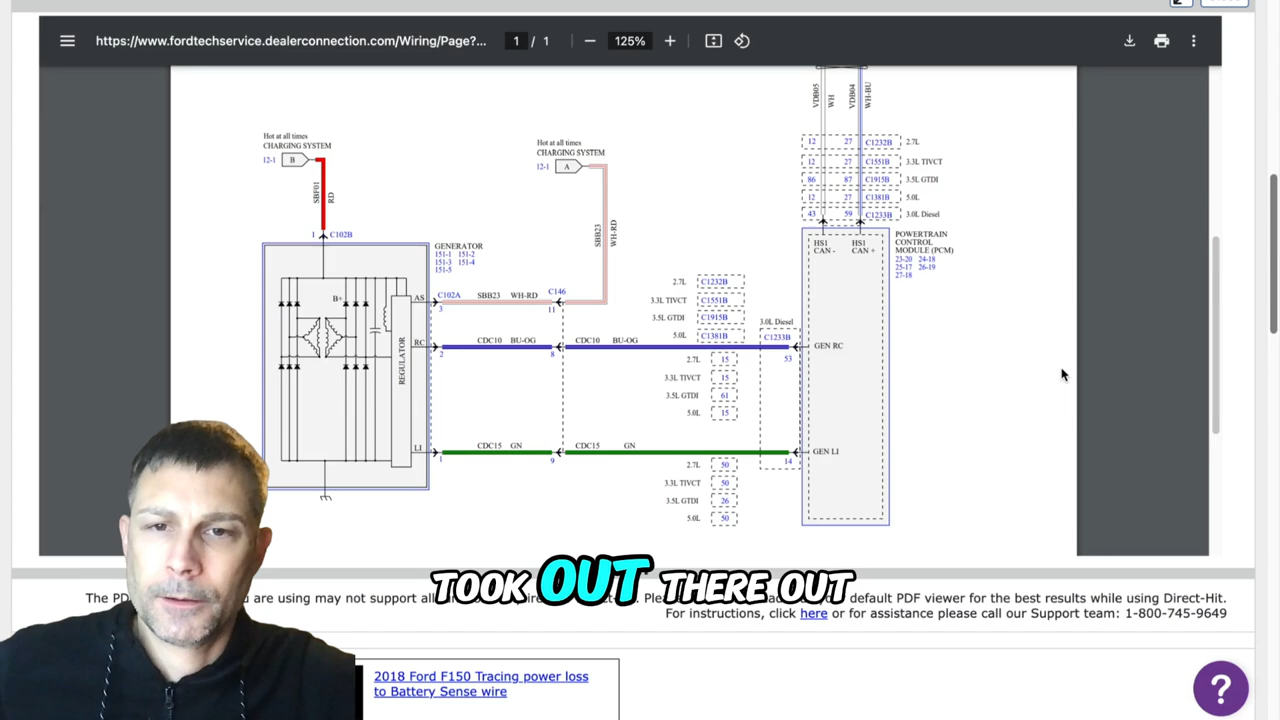 https://www.fordtechservice.dealerconnection.com/Wiring/Page?...
1 / 1
125%
VDB05
WH
VDB04
WH-BU
Hot at all times
CHARGING SYSTEM
12-1 B
Hot at all times
CHARGING SYSTEM
12-1 A
12 27 C1232B 2.7L
12 27 C1551B 3.3L TIVCT
86 87 C1915B 3.5L GTDI
12 27 C1381B 5.0L
43 59 C1233B 3.0L Diesel
SBF01
RD
1 C102B
SBB23
WH-RD
GENERATOR
151-1 151-2
151-3 151-4
151-5
HS1
CAN -
HS1
CAN +
POWERTRAIN
CONTROL
MODULE (PCM)
23-20 24-18
25-17 26-19
27-18
B+
AS
C102A SBB23 WH-RD C146
3 11
2.7L C1232B
3.3L TIVCT C1551B
3.5L GTDI C1915B
5.0L C1381B
3.0L Diesel
C1233B
REGULATOR
RC
CDC10 BU-OG CDC10 BU-OG
2 8 53
GEN RC
2.7L 15
3.3L TIVCT 15
3.5L GTDI 61
5.0L 15
LI
CDC15 GN CDC15 GN
1 9 14
GEN LI
2.7L 50
3.3L TIVCT 50
3.5L GTDI 26
5.0L 50
TOOK OUT THERE OUT
The PD
are using may not support all
default PDF viewer for the best results while using Direct-Hit.
For instructions, click here or for assistance please call our Support team: 1-800-745-9649
2018 Ford F150 Tracing power loss
to Battery Sense wire
?